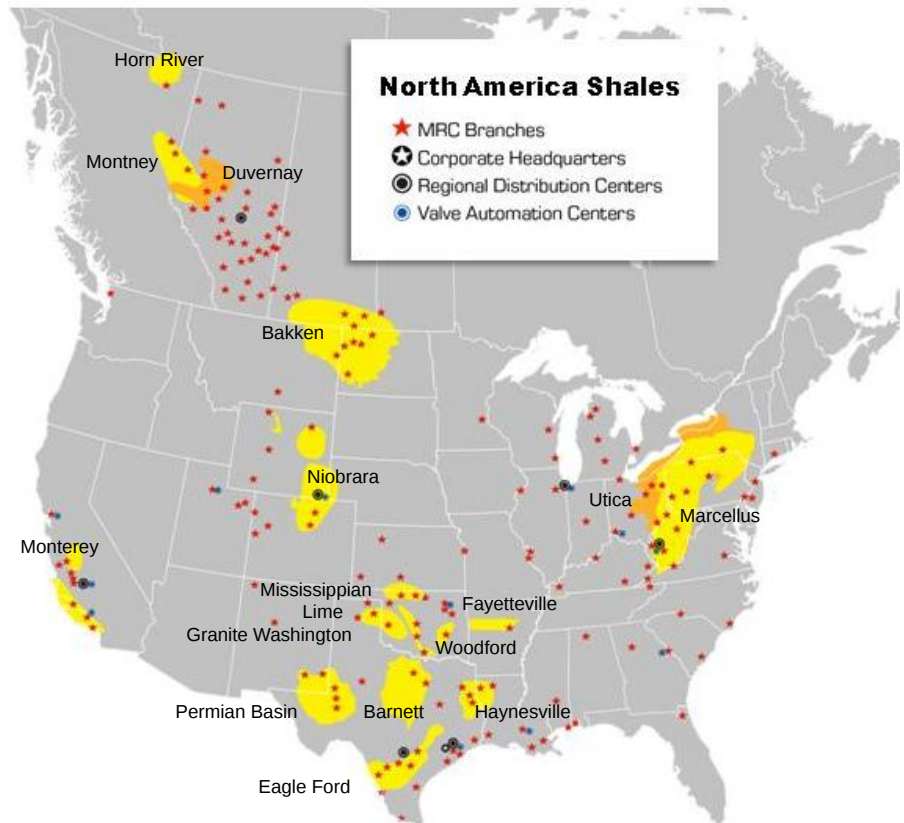 Horn River
North America Shales
MRC Branches
Corporate Headquarters
Regional Distribution Centers
Valve Automation Centers
Montney
Duvernay
Bakken
Niobrara
Utica
Marcellus
Monterey
Mississippian
Lime
Fayetteville
Granite Washington
Woodford
Permian Basin
Barnett
Haynesville
Eagle Ford